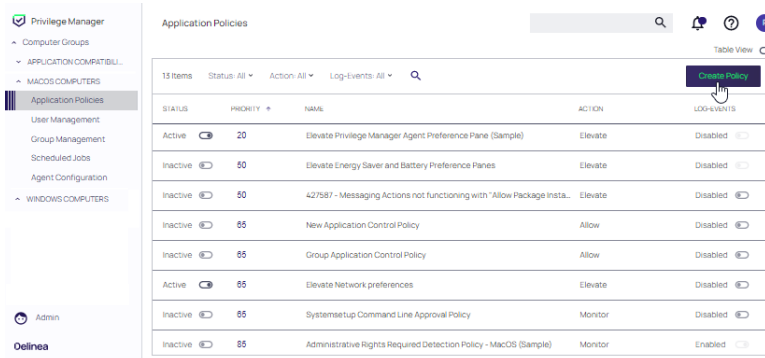 Privilege Manager
Application Policies
Computer Groups
Table View
APPLICATION COMPATIBILI...
MACOS COMPUTERS
13 Items Status: All Action: All Log-Events: All
Create Policy
Application Policies
User Management
Group Management
Scheduled Jobs
Agent Configuration
WINDOWS COMPUTERS
STATUS PRIORITY NAME ACTION LOG-EVENTS
Active 20 Elevate Privilege Manager Agent Preference Pane (Sample) Elevate Disabled
Inactive 50 Elevate Energy Saver and Battery Preference Panes Elevate Disabled
Inactive 50 427587 - Messaging Actions not functioning with "Allow Package Insta... Elevate Disabled
Inactive 65 New Application Control Policy Allow Disabled
Inactive 65 Group Application Control Policy Allow Disabled
Active 65 Elevate Network preferences Elevate Disabled
Inactive 65 Systemsetup Command Line Approval Policy Monitor Disabled
Inactive 85 Administrative Rights Required Detection Policy - MacOS (Sample) Monitor Enabled
Admin
Delinea